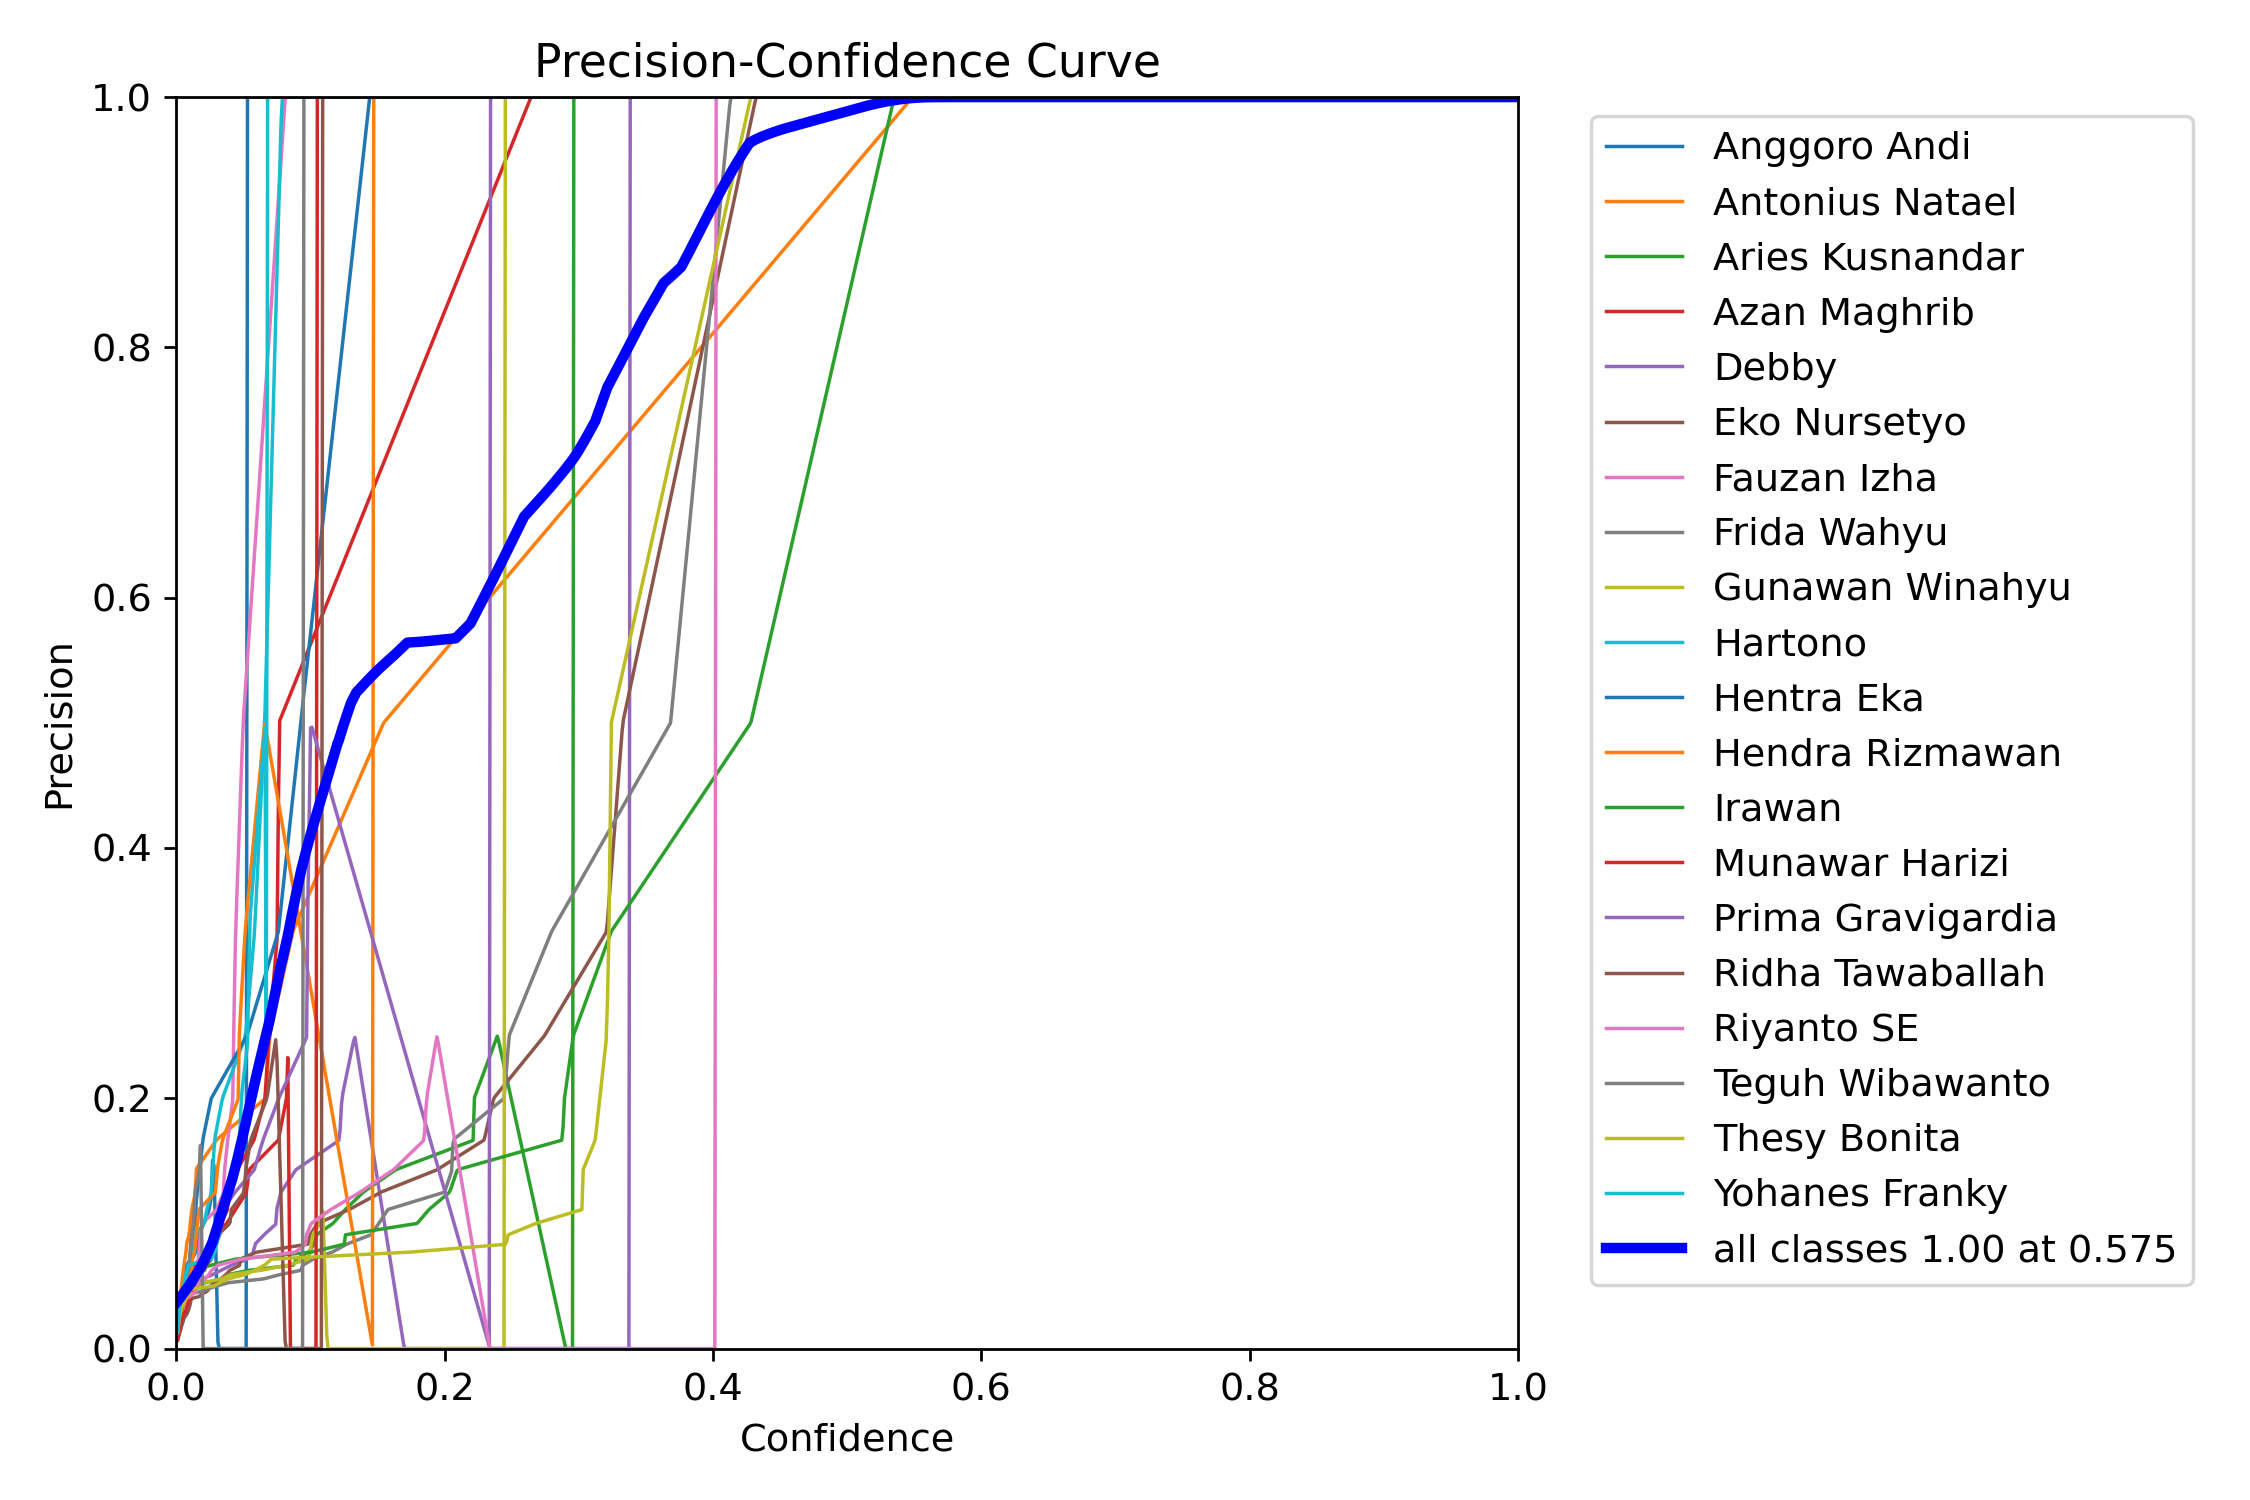 Precision-Confidence Curve
1.0
0.8
0.6
0.4
0.2
0.0
Precision
0.0 0.2 0.4 0.6 0.8 1.0
Confidence
Anggoro Andi
Antonius Natael
Aries Kusnandar
Azan Maghrib
Debby
Eko Nursetyo
Fauzan Izha
Frida Wahyu
Gunawan Winahyu
Hartono
Hentra Eka
Hendra Rizmawan
Irawan
Munawar Harizi
Prima Gravigardia
Ridha Tawaballah
Riyanto SE
Teguh Wibawanto
Thesy Bonita
Yohanes Franky
all classes 1.00 at 0.575